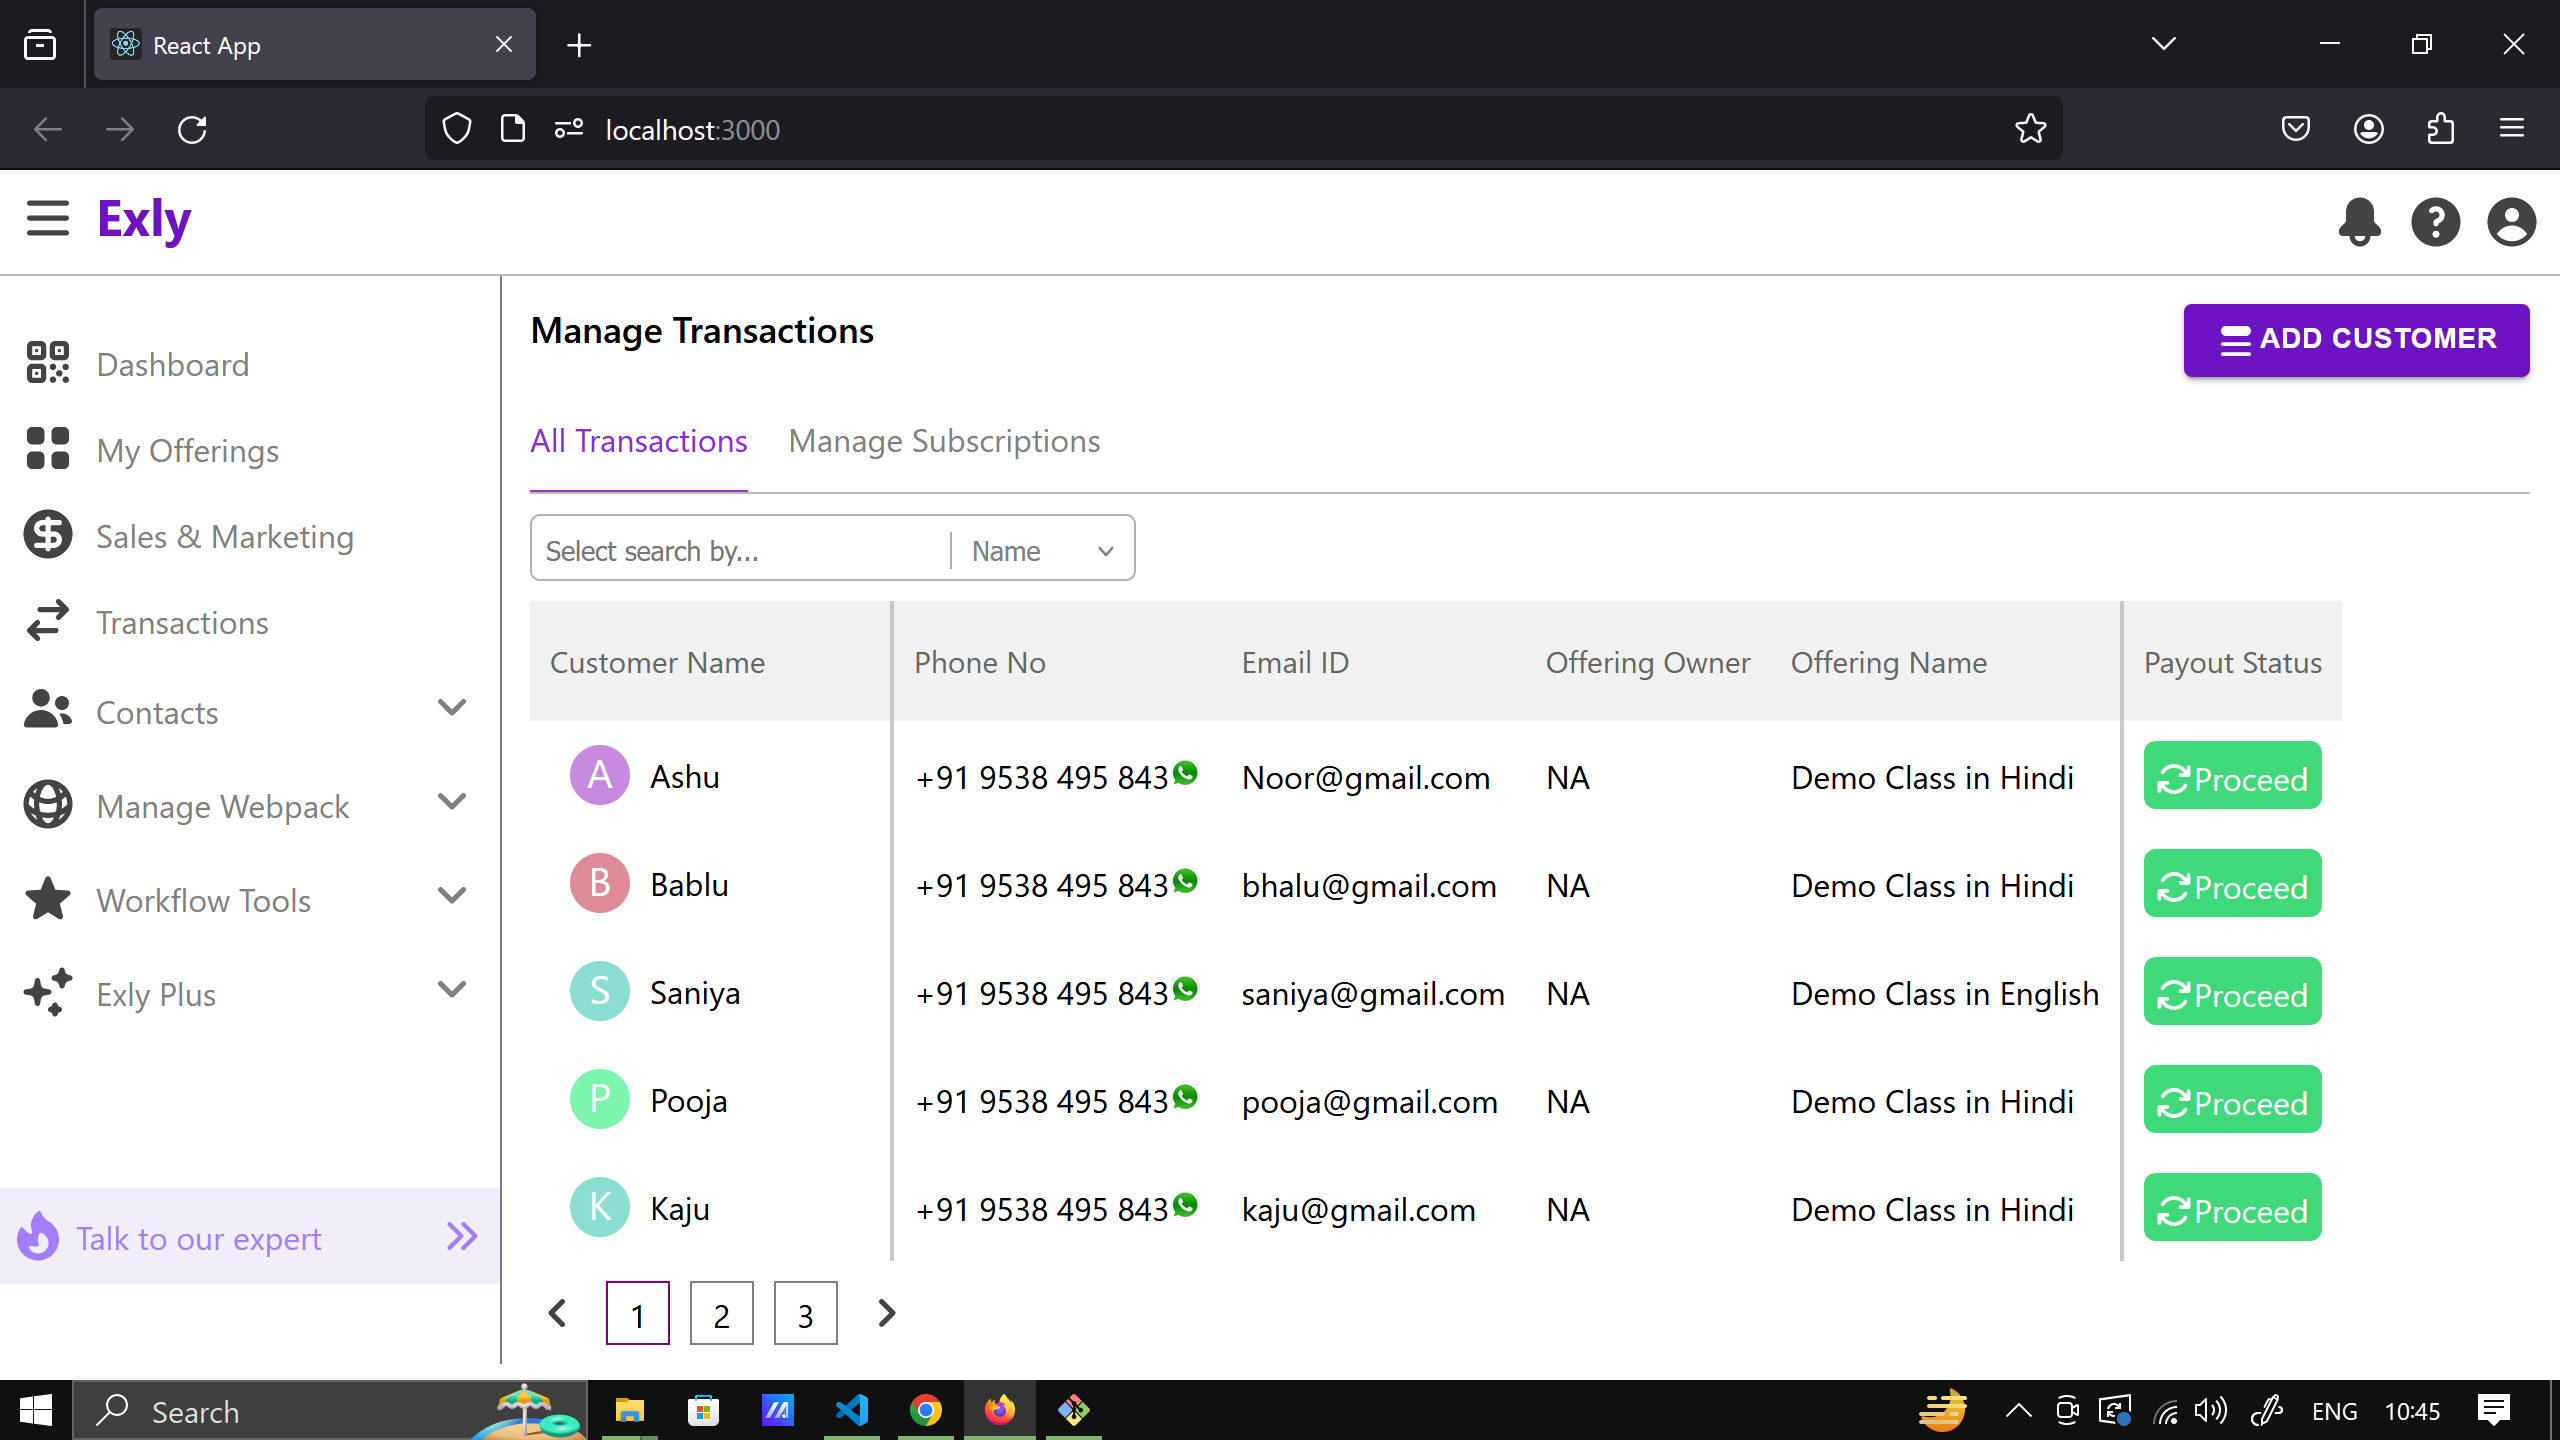 React App
localhost:3000
Exly
Dashboard
My Offerings
Sales & Marketing
Transactions
Contacts
Manage Webpack
Workflow Tools
Exly Plus
Talk to our expert
Manage Transactions
ADD CUSTOMER
All Transactions Manage Subscriptions
Select search by... Name
Customer Name Phone No Email ID Offering Owner Offering Name Payout Status
A Ashu +91 9538 495 843 Noor@gmail.com NA Demo Class in Hindi Proceed
B Bablu +91 9538 495 843 bhalu@gmail.com NA Demo Class in Hindi Proceed
S Saniya +91 9538 495 843 saniya@gmail.com NA Demo Class in English Proceed
P Pooja +91 9538 495 843 pooja@gmail.com NA Demo Class in Hindi Proceed
K Kaju +91 9538 495 843 kaju@gmail.com NA Demo Class in Hindi Proceed
1 2 3
Search ENG 10:45